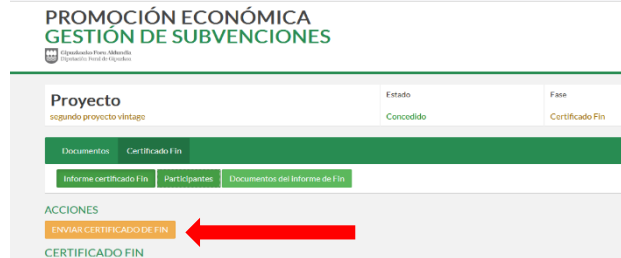 PROMOCIÓN ECONÓMICA
GESTIÓN DE SUBVENCIONES
Gipuzkoako Foru Aldundia
Diputación Foral de Gipuzkoa
Proyecto
segundo proyecto vintage
Estado
Concedido
Fase
Certificado Fin
Documentos Certificado Fin
Informe certificado Fin Participantes Documentos del Informe de Fin
ACCIONES
ENVIAR CERTIFICADO DE FIN
CERTIFICADO FIN